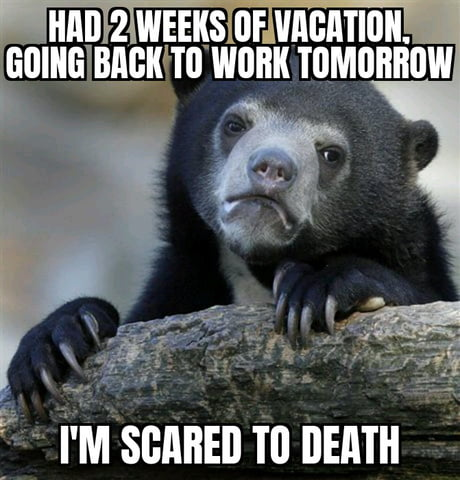 HAD 2 WEEKS OF VACATION,
GOING BACK TO WORK TOMORROW
I'M SCARED TO DEATH